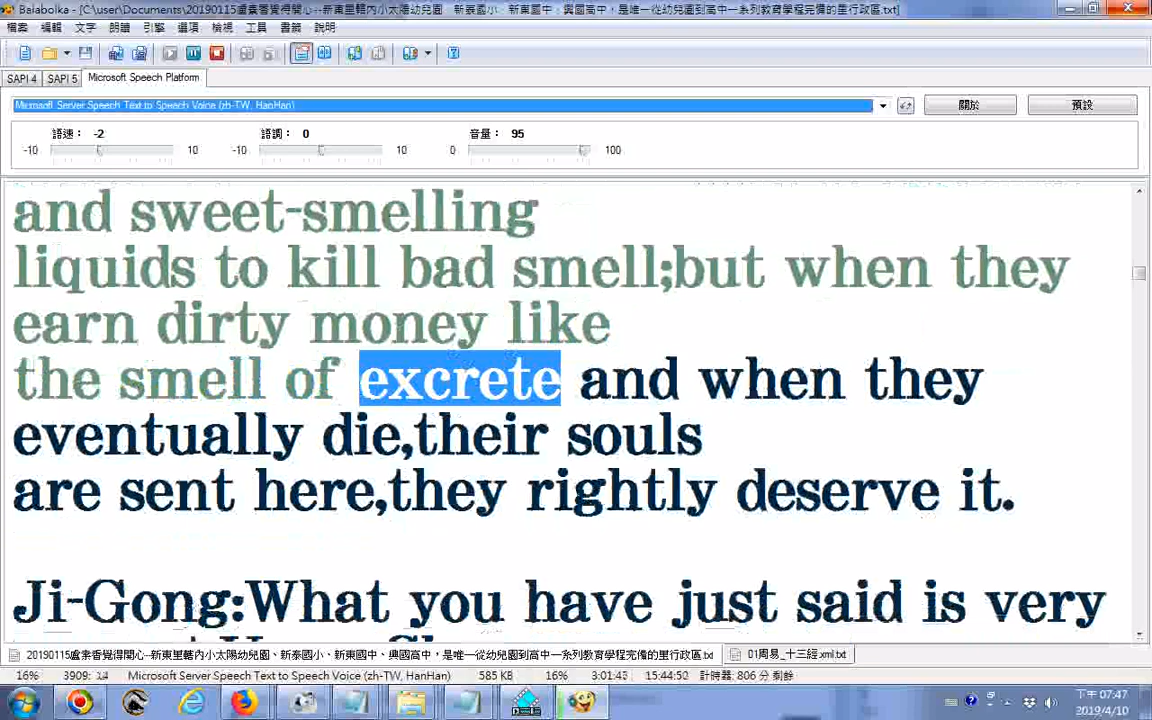 Balabolka - [C:\user\Documents\20190115盧紫香覺得開心--新東里轄內小太陽幼兒園、新泰國小、新東國中、興國高中，是唯一從幼兒園到高中一系列教育學程完備的里行政區.txt]
檔案 編輯 文字 朗讀 引擎 選項 檢視 工具 書籤 說明
SAPI 4 SAPI 5 Microsoft Speech Platform
Microsoft Server Speech Text to Speech Voice (zh-TW, HanHan) 關於 預設
語速： -2 語調： 0 音量： 95
-10 10 -10 10 0 100
and sweet-smelling
liquids to kill bad smell;but when they
earn dirty money like
the smell of excrete and when they
eventually die,their souls
are sent here,they rightly deserve it.
Ji-Gong:What you have just said is very
20190115盧紫香覺得開心--新東里轄內小太陽幼兒園、新泰國小、新東國中、興國高中，是唯一從幼兒園到高中一系列教育學程完備的里行政區.txt 01周易_十三經.xml.txt
16% 3909: 14 Microsoft Server Speech Text to Speech Voice (zh-TW, HanHan) 585 KB 16% 3:01:43 15:44:50 計時器: 806 分 剩餘
下午 07:47
2019/4/10